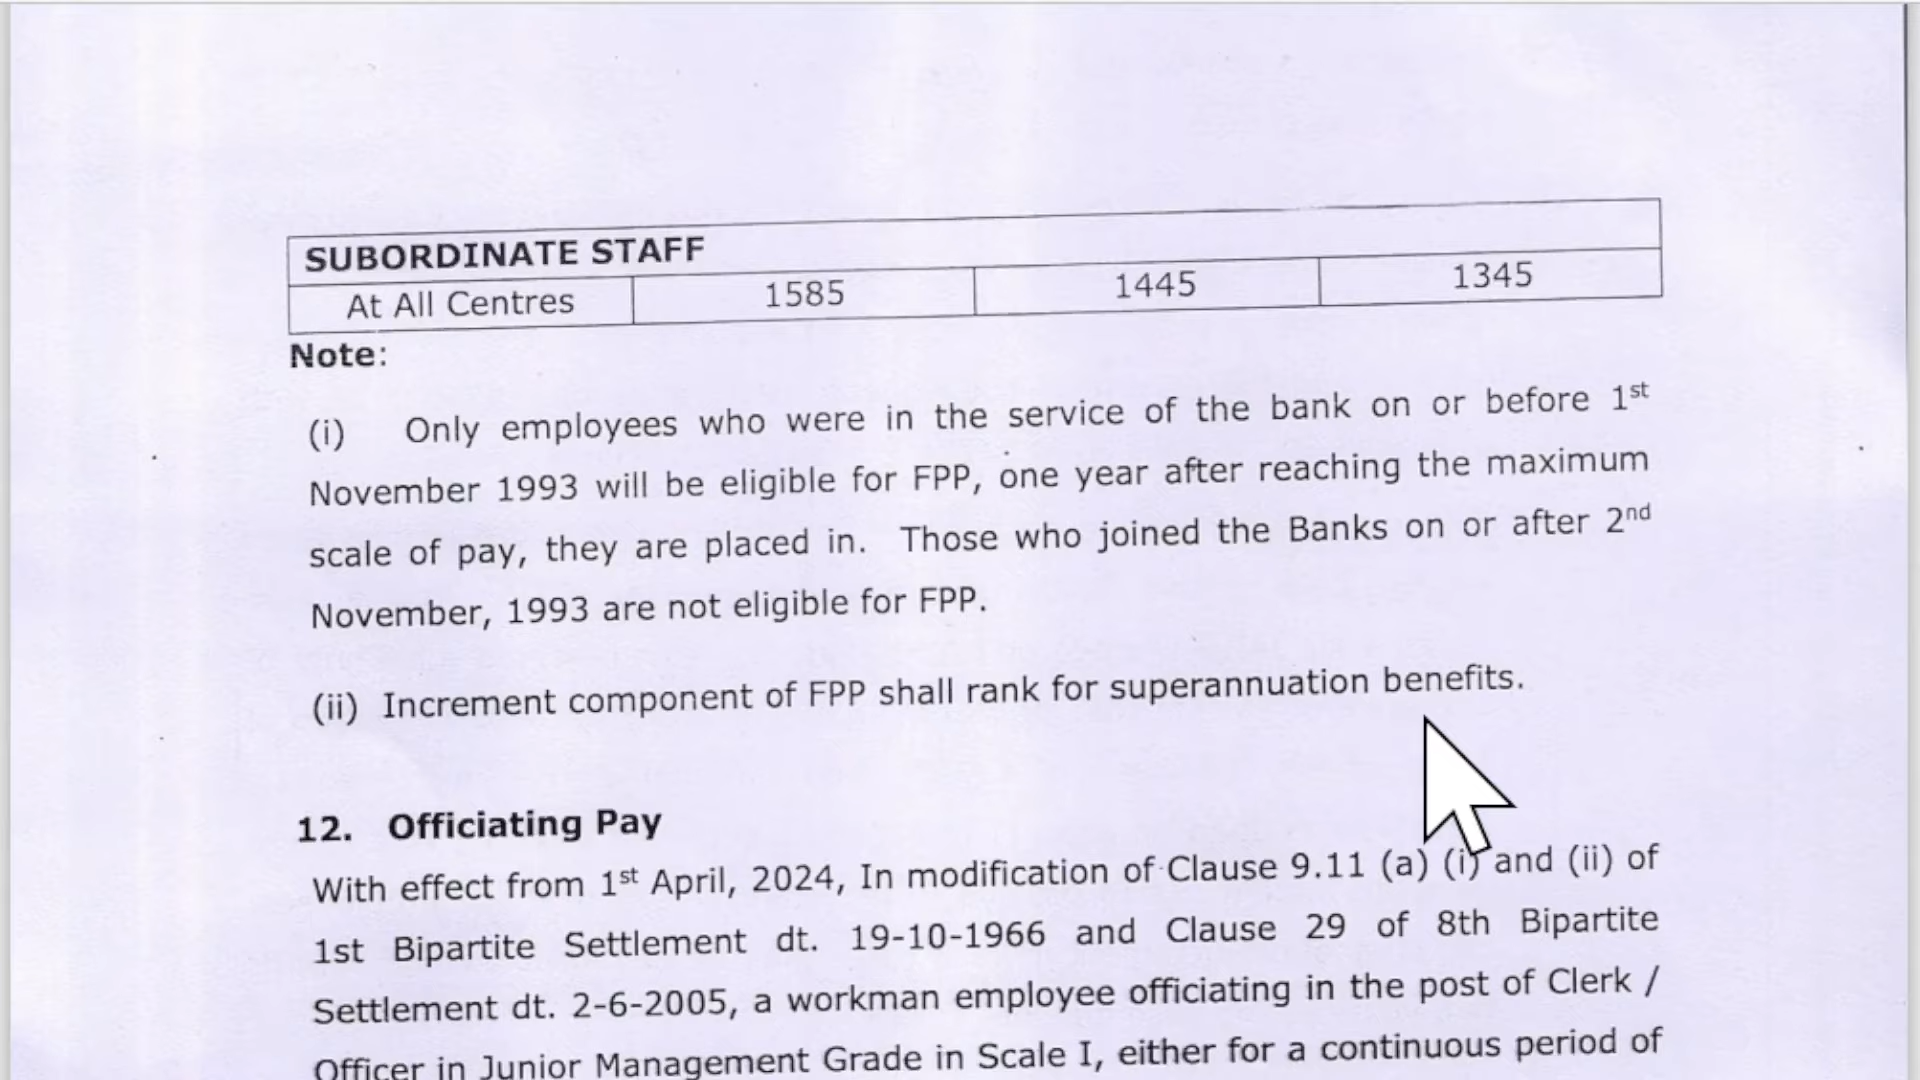 SUBORDINATE STAFF
At All Centres 1585 1445 1345
Note:
(i) Only employees who were in the service of the bank on or before 1st
November 1993 will be eligible for FPP, one year after reaching the maximum
scale of pay, they are placed in. Those who joined the Banks on or after 2nd
November, 1993 are not eligible for FPP.
(ii) Increment component of FPP shall rank for superannuation benefits.
12. Officiating Pay
With effect from 1st April, 2024, In modification of Clause 9.11 (a) (i) and (ii) of
1st Bipartite Settlement dt. 19-10-1966 and Clause 29 of 8th Bipartite
Settlement dt. 2-6-2005, a workman employee officiating in the post of Clerk /
Officer in Junior Management Grade in Scale I, either for a continuous period of